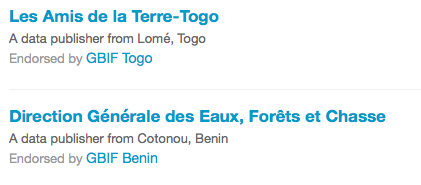 Les Amis de la Terre-Togo
A data publisher from Lomé, Togo
Endorsed by GBIF Togo
Direction Générale des Eaux, Forêts et Chasse
A data publisher from Cotonou, Benin
Endorsed by GBIF Benin